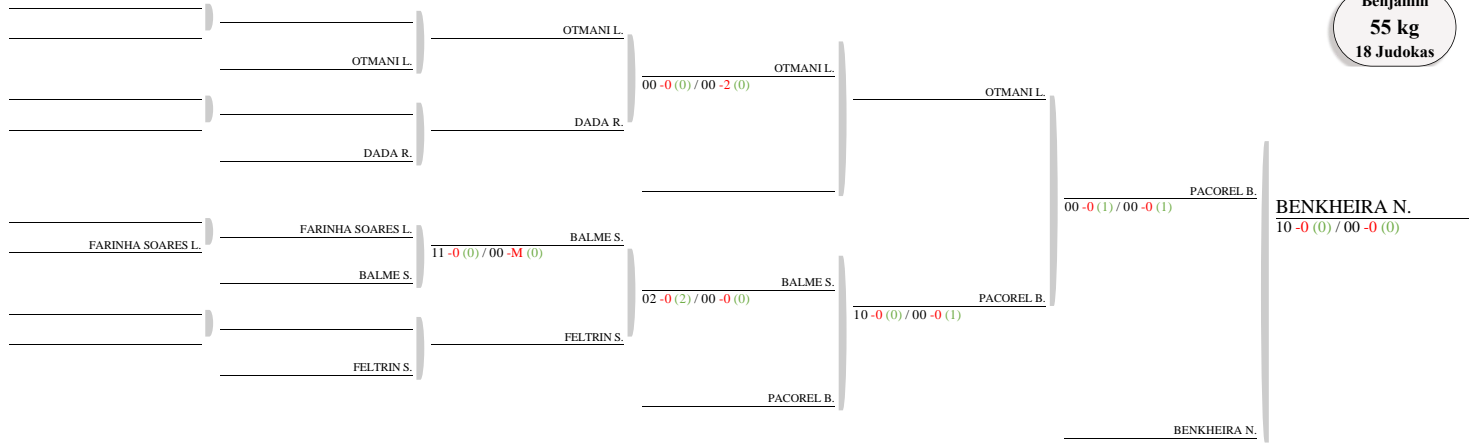 Benjamin
55 kg
18 Judokas
OTMANI L.
OTMANI L.
OTMANI L.
00 -0 (0) / 00 -2 (0)
OTMANI L.
DADA R.
DADA R.
PACOREL B.
00 -0 (1) / 00 -0 (1)
BENKHEIRA N.
10 -0 (0) / 00 -0 (0)
FARINHA SOARES L.
FARINHA SOARES L.
BALME S.
11 -0 (0) / 00 -M (0)
BALME S.
BALME S.
02 -0 (2) / 00 -0 (0)
PACOREL B.
10 -0 (0) / 00 -0 (1)
FELTRIN S.
FELTRIN S.
PACOREL B.
BENKHEIRA N.